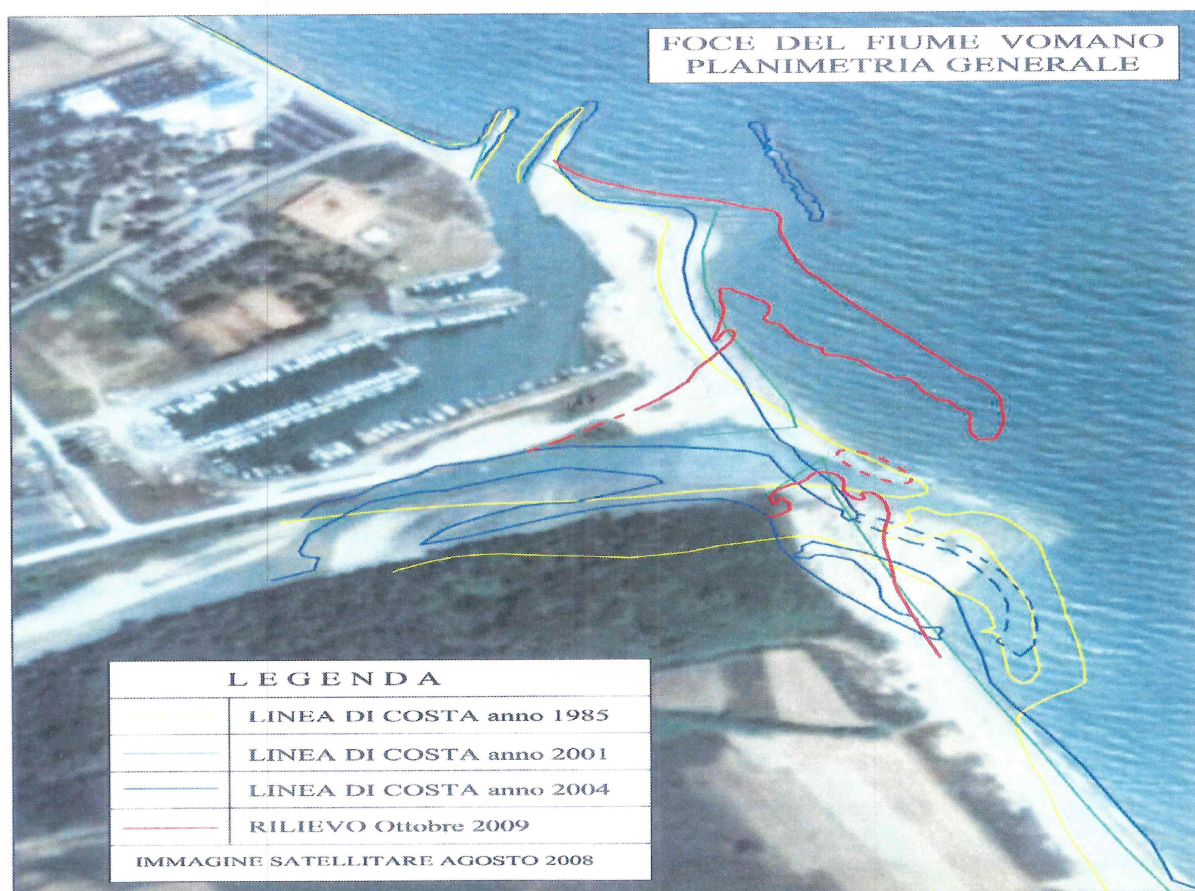 FOCE DEL FIUME VOMANO
PLANIMETRIA GENERALE
LEGENDA
LINEA DI COSTA anno 1985
LINEA DI COSTA anno 2001
LINEA DI COSTA anno 2004
RILIEVO Ottobre 2009
IMMAGINE SATELLITARE AGOSTO 2008